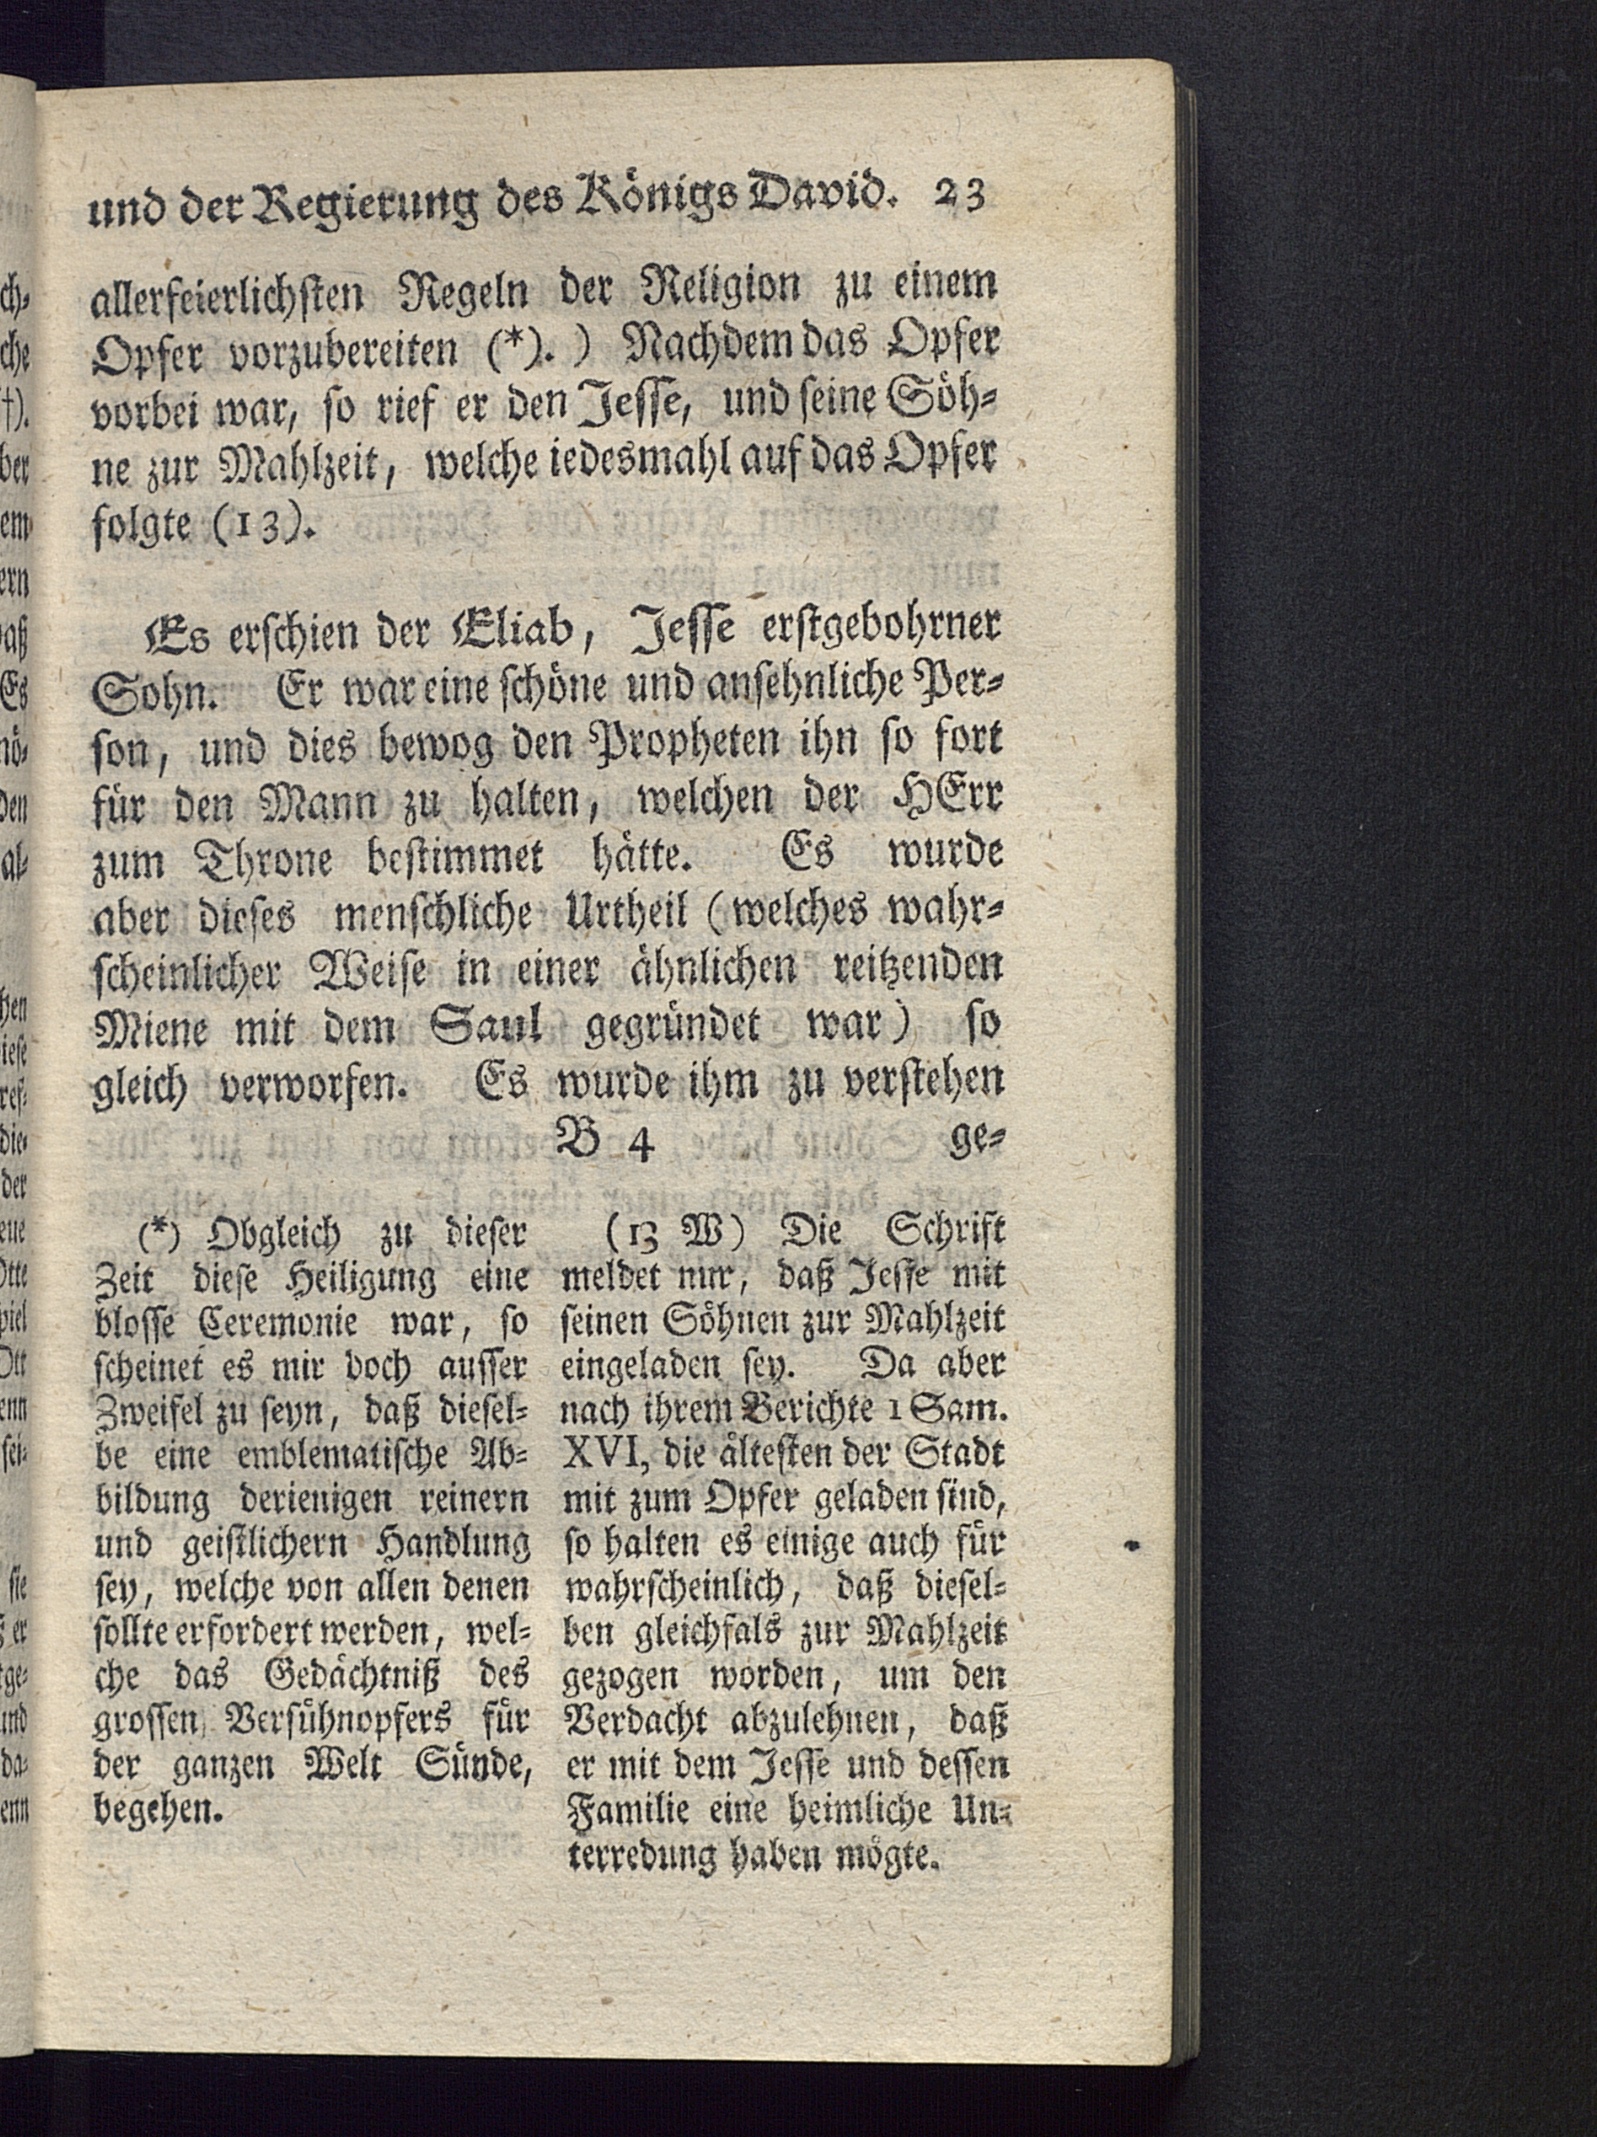 und der Regierung des Königs David. 23
allerfeierlichsten Regeln der Religion zu einem
Opfer vorzubereiten (*). ) Nachdem das Opfer
vorbei war, so rief er den Jesse, und seine Söh-
ne zur Mahlzeit, welche iedesmahl auf das Opfer
folgte (13).
Es erschien der Eliab, Jesse erstgebohrner
Sohn. Er war eine schöne und ansehnliche Per-
son, und dies bewog den Propheten ihn so fort
für den Mann zu halten, welchen der HErr
zum Throne bestimmet hätte. Es wurde
aber dieses menschliche Urtheil (welches wahr-
scheinlicher Weise in einer ähnlichen reitzenden
Miene mit dem Saul gegründet war) so
gleich verworfen. Es wurde ihm zu verstehen
B 4 ge-
(*) Obgleich zu dieser
Zeit diese Heiligung eine
blosse Ceremonie war, so
scheinet es mir doch ausser
Zweifel zu seyn, daß diesel-
be eine emblematische Ab-
bildung derienigen reinern
und geistlichern Handlung
sey, welche von allen denen
sollte erfordert werden, wel-
che das Gedächtniß des
grossen Versühnopfers für
der ganzen Welt Sünde,
begehen.
(13 W) Die Schrift
meldet nur, daß Jesse mit
seinen Söhnen zur Mahlzeit
eingeladen sey. Da aber
nach ihrem Berichte 1 Sam.
XVI, die ältesten der Stadt
mit zum Opfer geladen sind,
so halten es einige auch für
wahrscheinlich, daß diesel-
ben gleichfals zur Mahlzeit
gezogen worden, um den
Verdacht abzulehnen, daß
er mit dem Jesse und dessen
Familie eine heimliche Un-
terredung haben mögte.